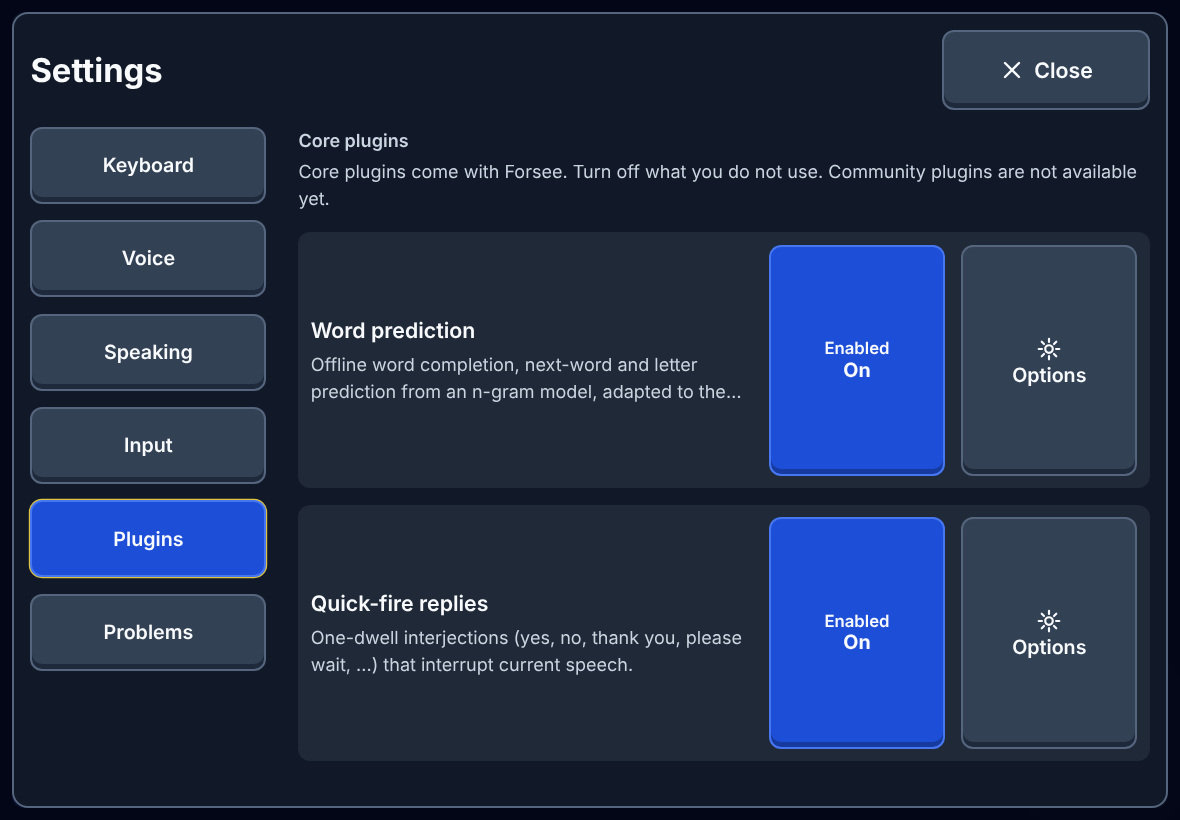 Settings
Close
Keyboard
Voice
Speaking
Input
Plugins
Problems
Core plugins
Core plugins come with Forsee. Turn off what you do not use. Community plugins are not available
yet.
Word prediction
Offline word completion, next-word and letter
prediction from an n-gram model, adapted to the...
Enabled
On
Options
Quick-fire replies
One-dwell interjections (yes, no, thank you, please
wait, ...) that interrupt current speech.
Enabled
On
Options